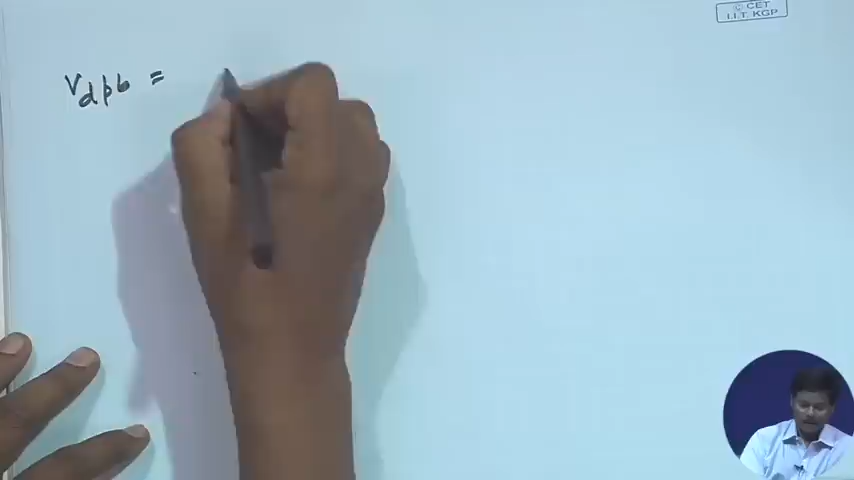 © CET
I.I.T. KGP
V_dpb =